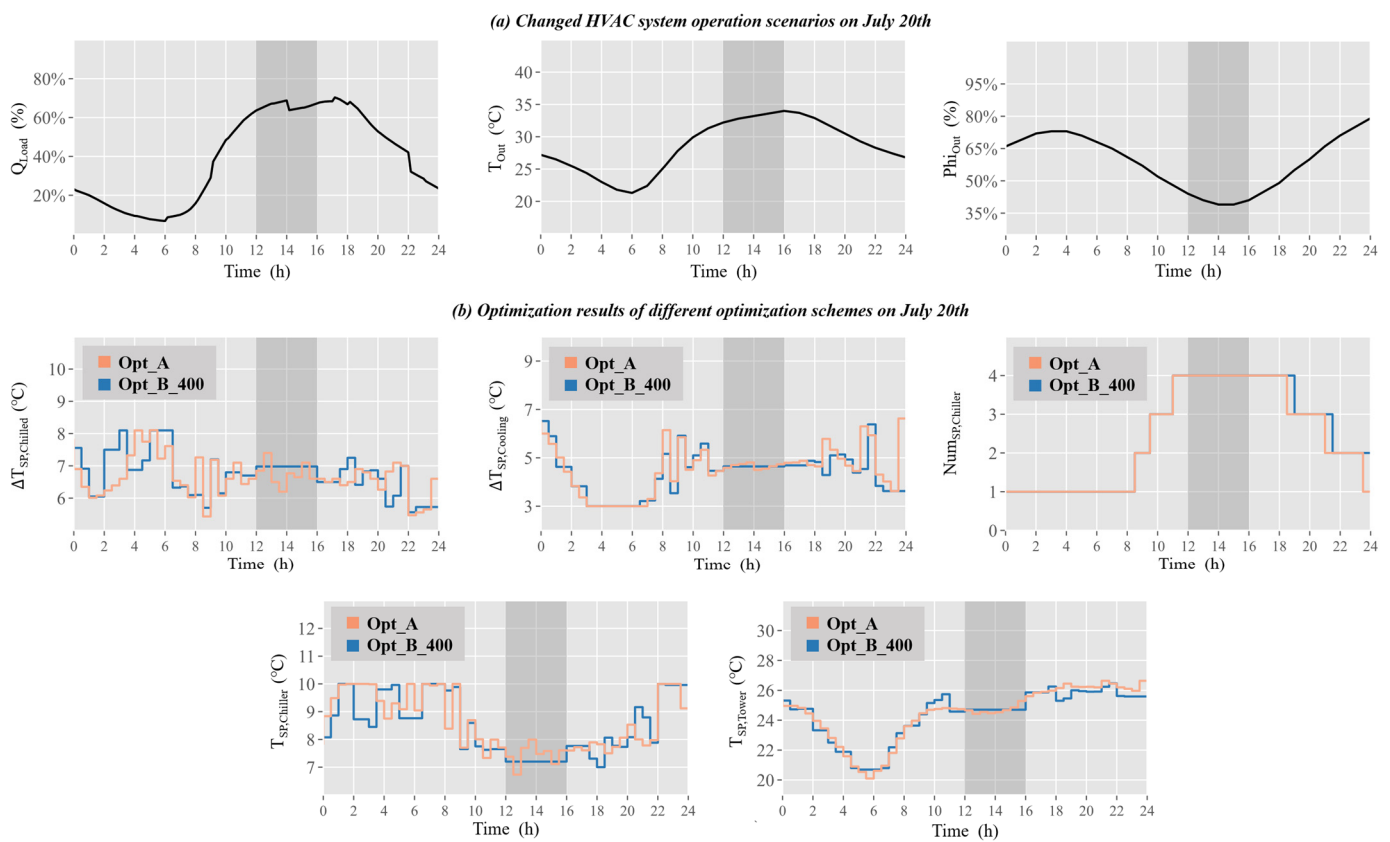 (a) Changed HVAC system operation scenarios on July 20th
Q_Load (%)
80%
60%
40%
20%
0 2 4 6 8 10 12 14 16 18 20 22 24
Time (h)
T_Out (°C)
40
35
30
25
20
0 2 4 6 8 10 12 14 16 18 20 22 24
Time (h)
Phi_Out (%)
95%
80%
65%
50%
35%
0 2 4 6 8 10 12 14 16 18 20 22 24
Time (h)
(b) Optimization results of different optimization schemes on July 20th
ΔT_SP,Chilled (°C)
10
9
8
7
6
Opt_A
Opt_B_400
0 2 4 6 8 10 12 14 16 18 20 22 24
Time (h)
ΔT_SP,Cooling (°C)
9
7
5
3
Opt_A
Opt_B_400
0 2 4 6 8 10 12 14 16 18 20 22 24
Time (h)
Num_SP,Chiller
4
3
2
1
0
Opt_A
Opt_B_400
0 2 4 6 8 10 12 14 16 18 20 22 24
Time (h)
T_SP,Chiller (°C)
12
11
10
9
8
7
Opt_A
Opt_B_400
0 2 4 6 8 10 12 14 16 18 20 22 24
Time (h)
T_SP,Tower (°C)
30
28
26
24
22
20
Opt_A
Opt_B_400
0 2 4 6 8 10 12 14 16 18 20 22 24
Time (h)